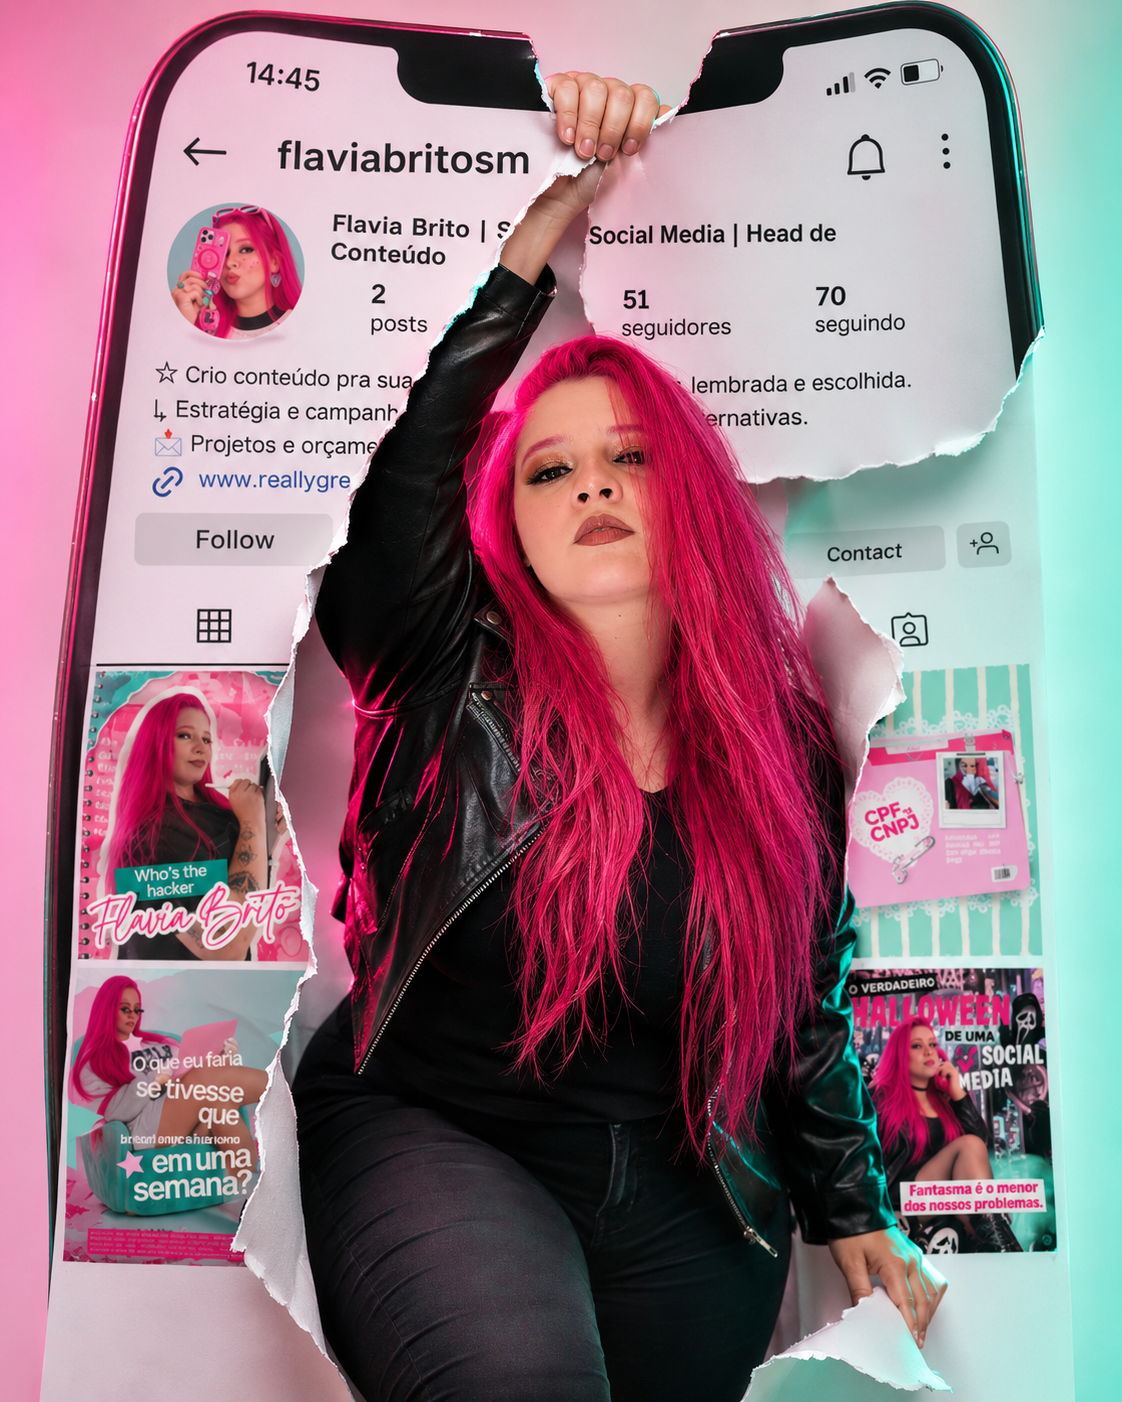 14:45
flaviabritosm
Flavia Brito | S
Social Media | Head de
Conteúdo
2
posts
51
seguidores
70
seguindo
☆ Crio conteúdo pra sua
lembrada e escolhida.
Estratégia e campanh
ernativas.
Projetos e orçame
www.reallygre
Follow
Contact
Who's the
hacker
Flavia Brito
CPF
CNPJ
O que eu faria
se tivesse
que
em uma
semana?
O VERDADEIRO
HALLOWEEN
DE UMA
SOCIAL
MEDIA
Fantasma é o menor
dos nossos problemas.